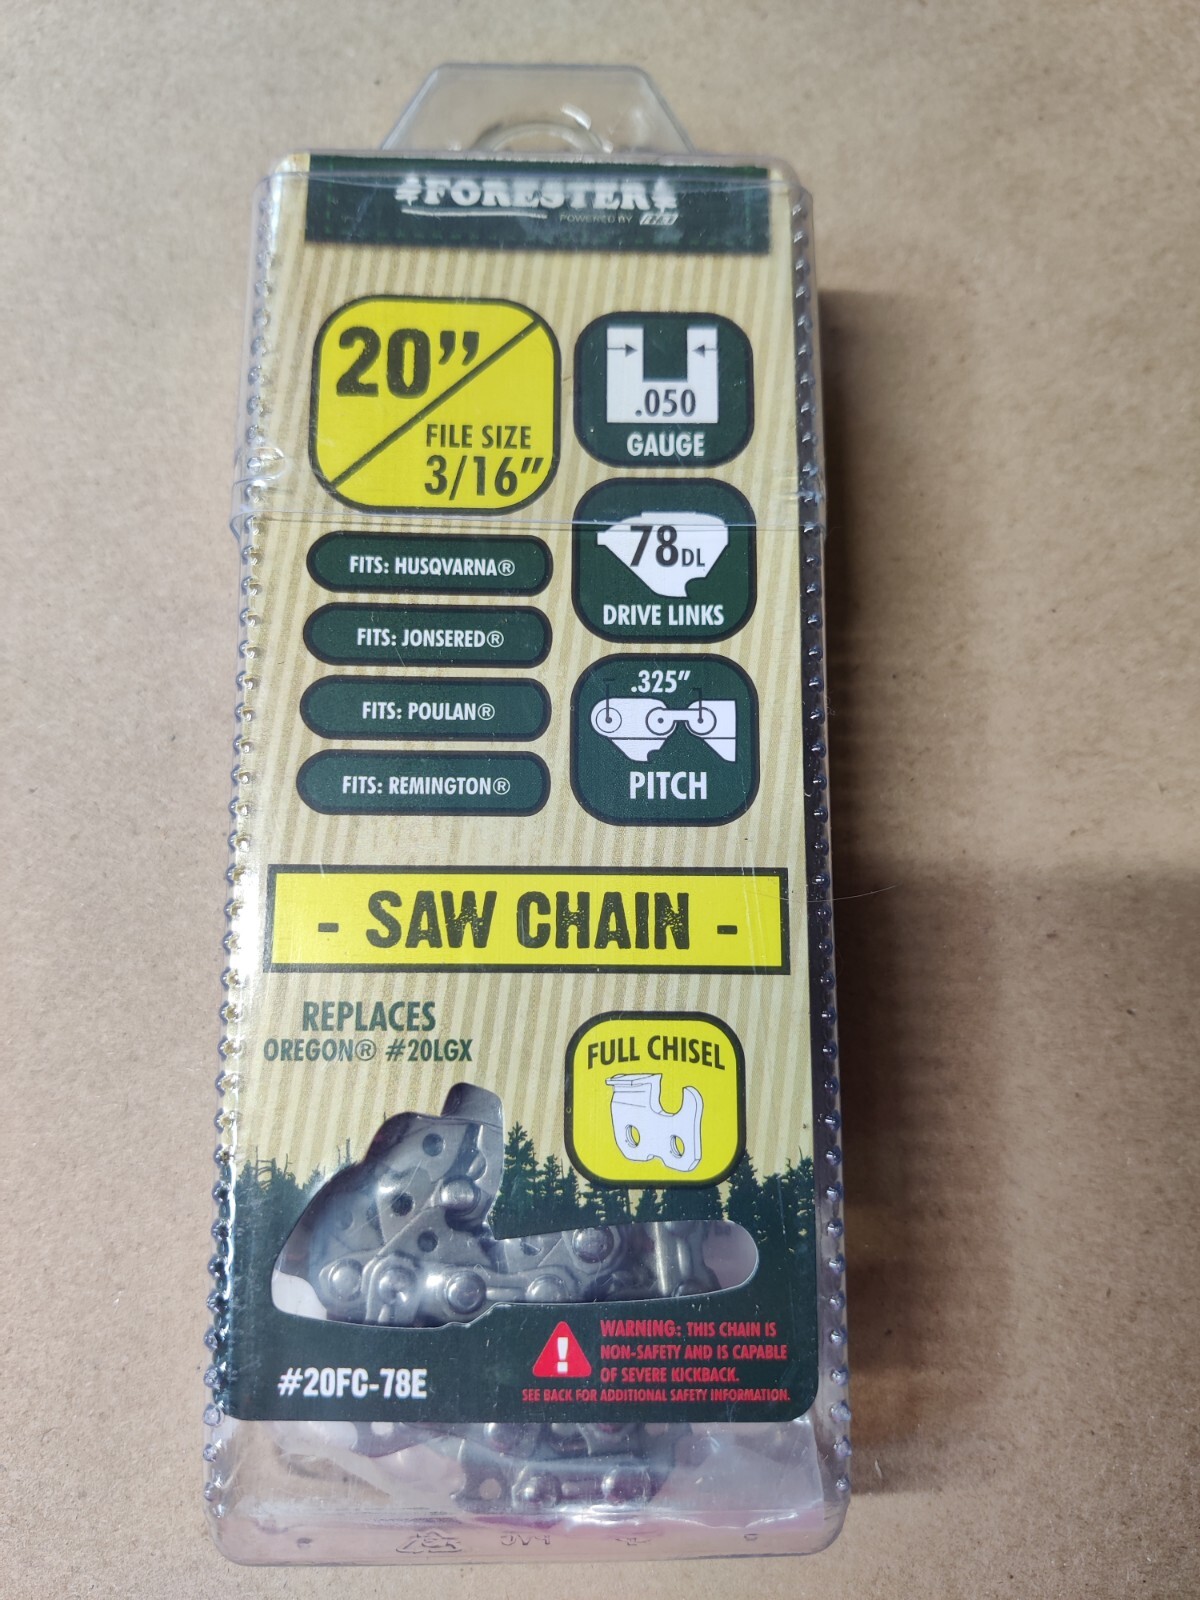 FORESTER
POWERED BY
20"
FILE SIZE
3/16"
.050
GAUGE
78DL
DRIVE LINKS
.325"
PITCH
FITS: HUSQVARNA®
FITS: JONSERED®
FITS: POULAN®
FITS: REMINGTON®
- SAW CHAIN -
REPLACES
OREGON® #20LGX
FULL CHISEL
WARNING: THIS CHAIN IS
NON-SAFETY AND IS CAPABLE
OF SEVERE KICKBACK.
SEE BACK FOR ADDITIONAL SAFETY INFORMATION.
#20FC-78E